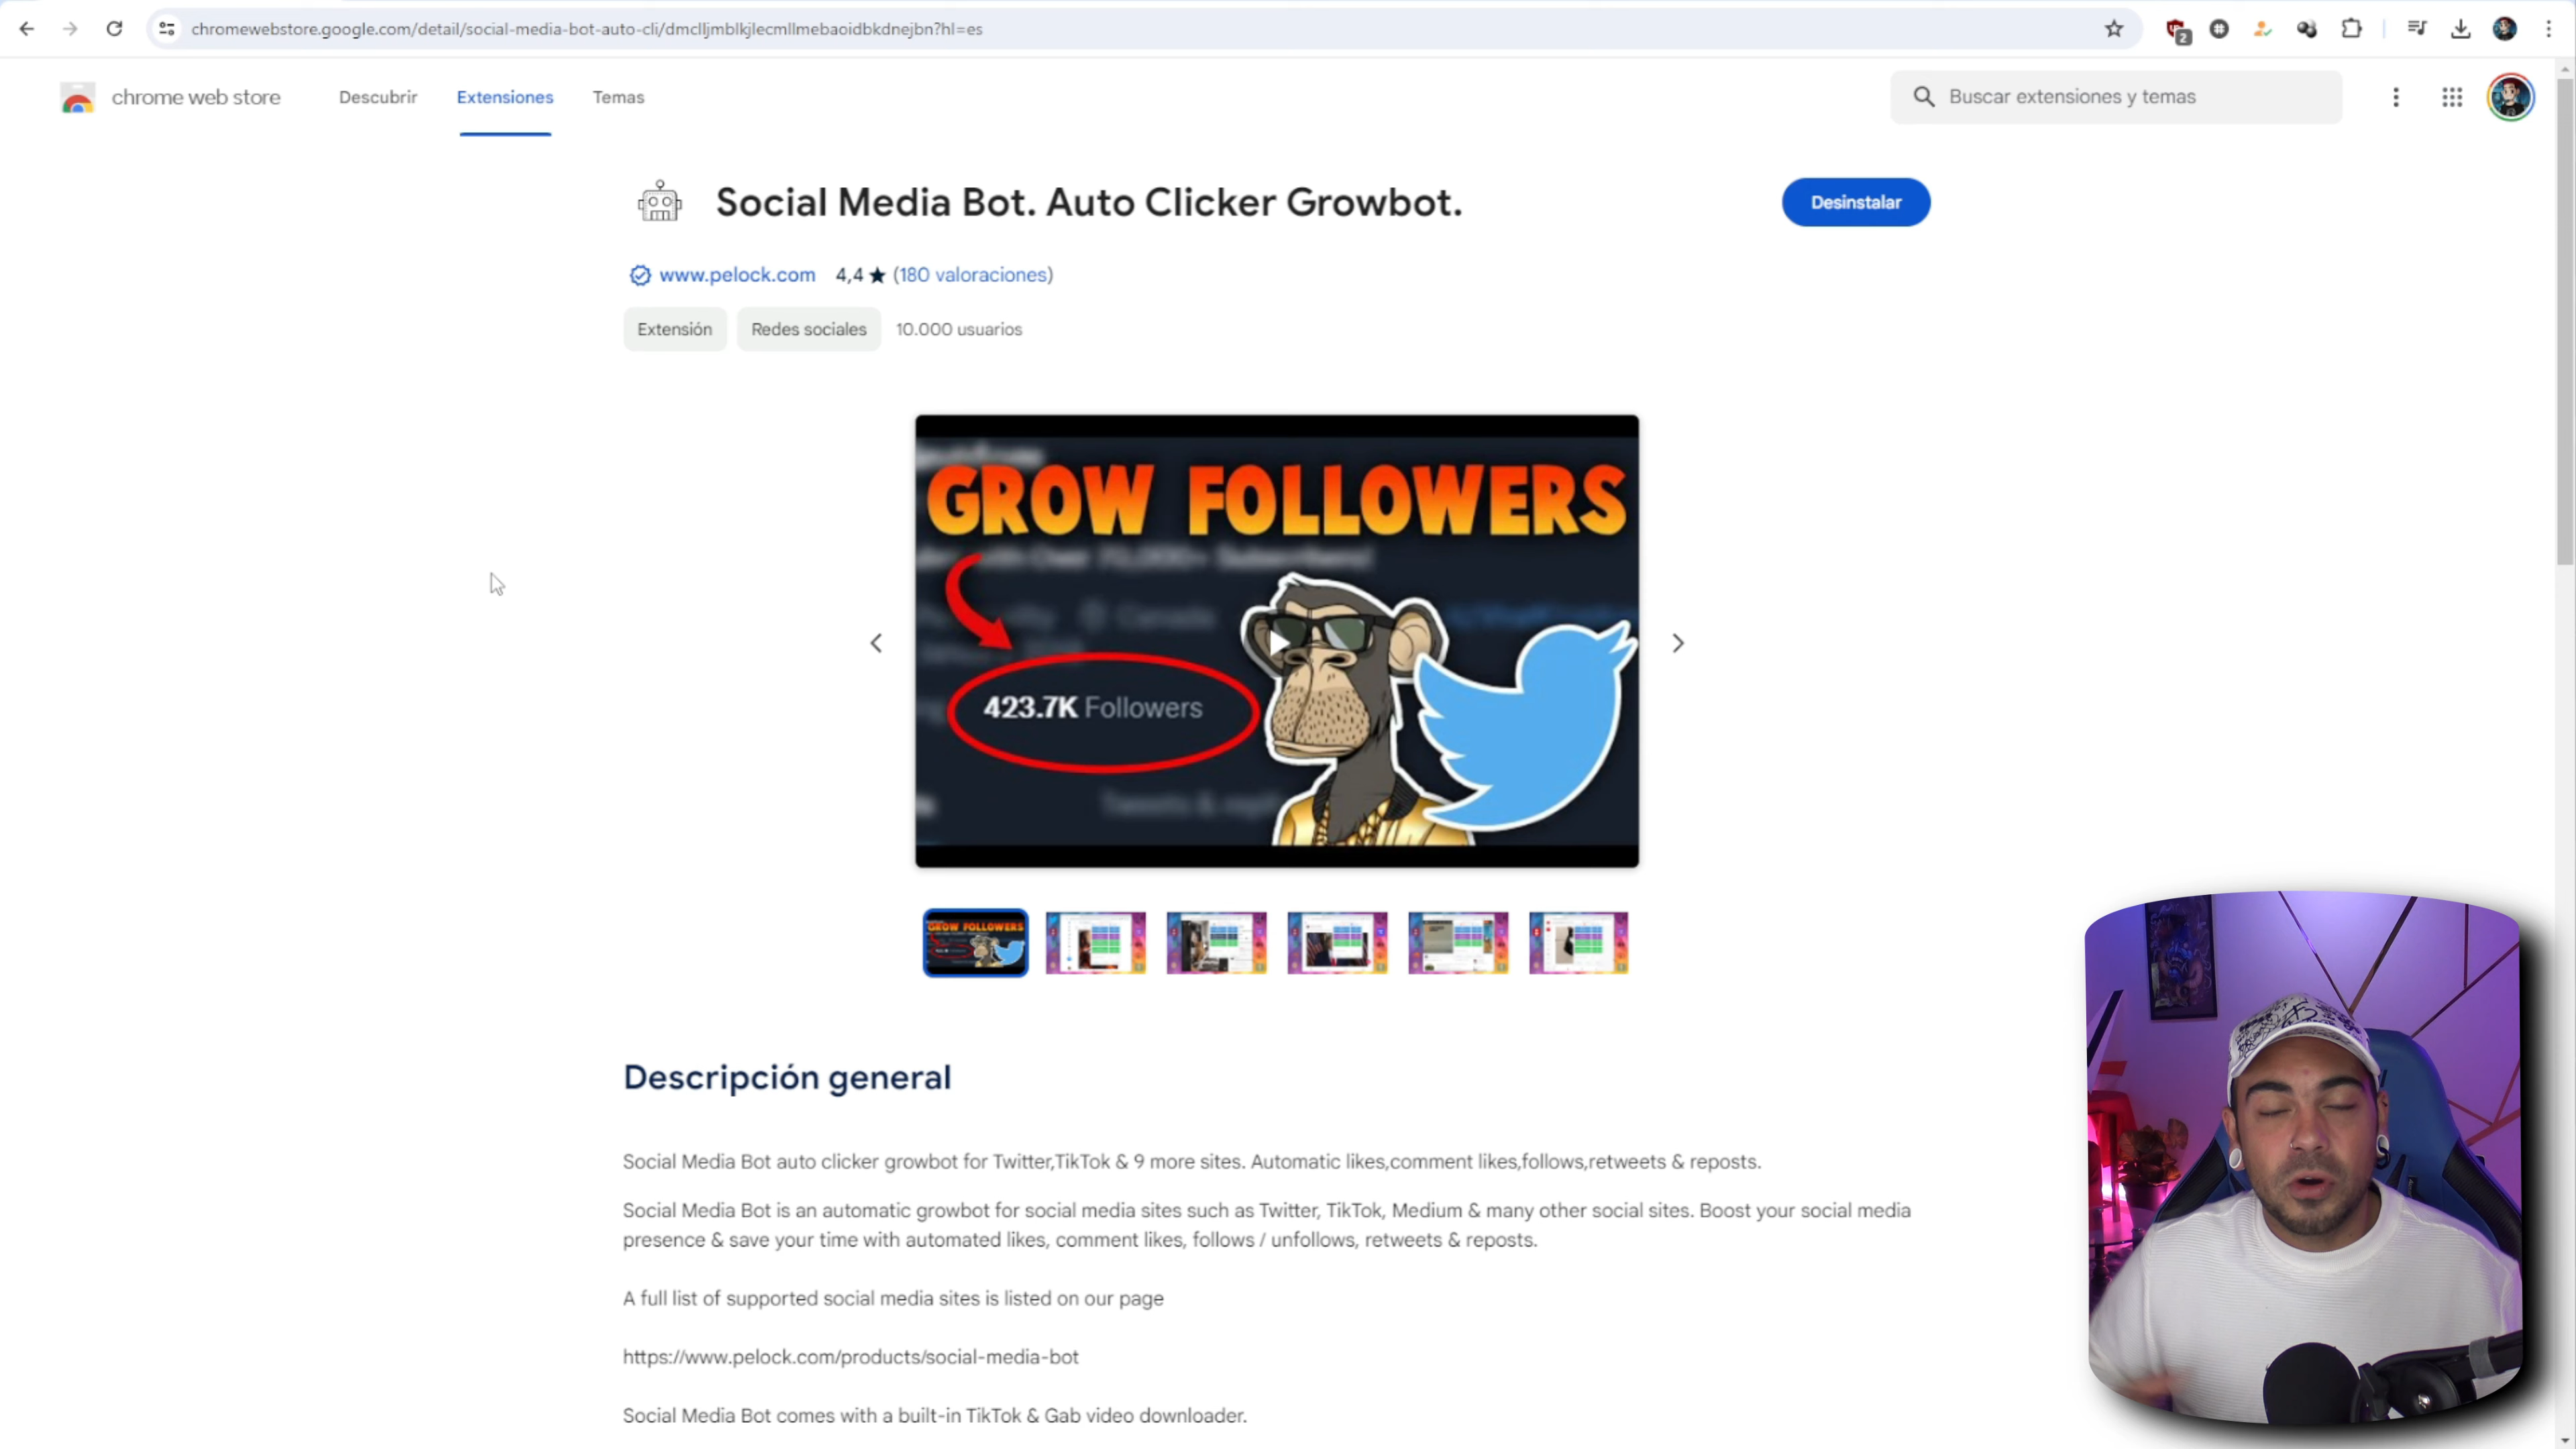 chromewebstore.google.com/detail/social-media-bot-auto-cli/dmclljmblkjlecmllmebaoidbkdnejbn?hl=es
2
chrome web store
Descubrir
Extensiones
Temas
Buscar extensiones y temas
Social Media Bot. Auto Clicker Growbot.
Desinstalar
www.pelock.com 4,4 ★ (180 valoraciones)
Extensión Redes sociales 10.000 usuarios
GROW FOLLOWERS
Canada
423.7K Followers
Tweets & repl
GROW FOLLOWERS
Descripción general
Social Media Bot auto clicker growbot for Twitter,TikTok & 9 more sites. Automatic likes,comment likes,follows,retweets & reposts.
Social Media Bot is an automatic growbot for social media sites such as Twitter, TikTok, Medium & many other social sites. Boost your social media
presence & save your time with automated likes, comment likes, follows / unfollows, retweets & reposts.
A full list of supported social media sites is listed on our page
https://www.pelock.com/products/social-media-bot
Social Media Bot comes with a built-in TikTok & Gab video downloader.